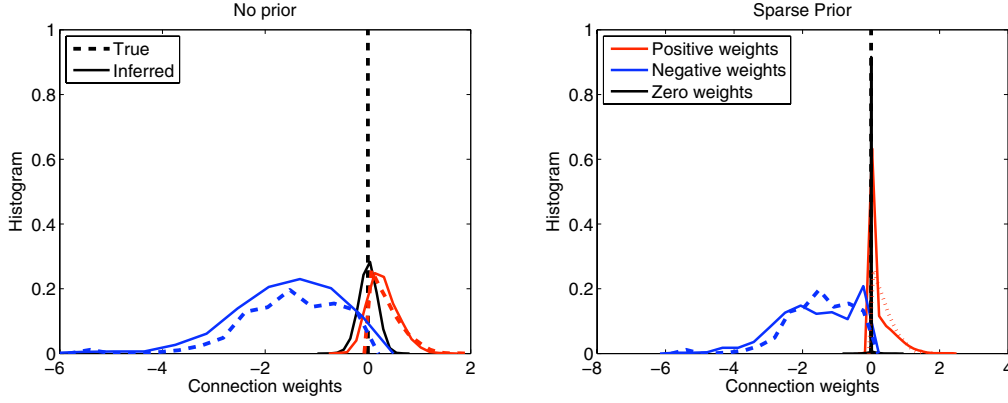 No prior
1
0.8
0.6
0.4
0.2
0
Histogram
True
Inferred
−6
−4
−2
0
2
Connection weights
Sparse Prior
1
0.8
0.6
0.4
0.2
0
Histogram
Positive weights
Negative weights
Zero weights
−8
−6
−4
−2
0
2
4
Connection weights